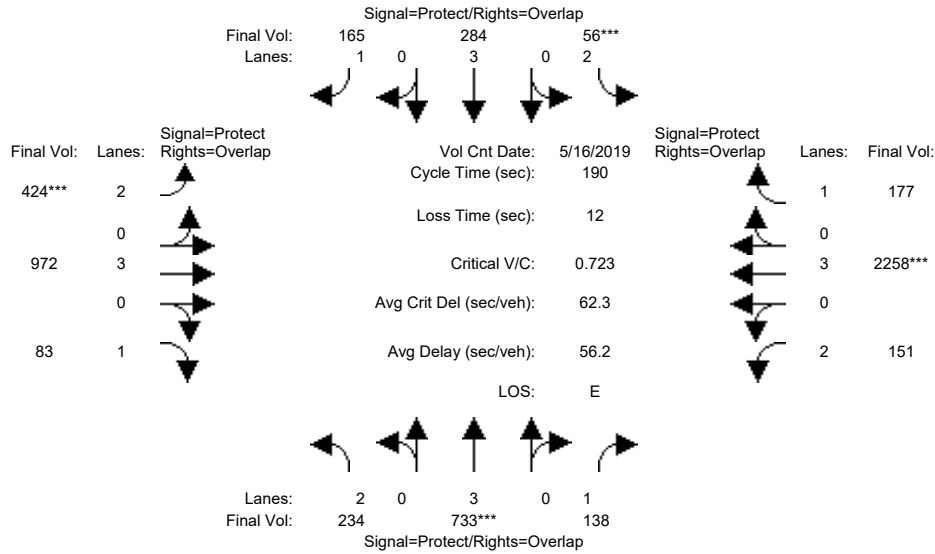 Signal=Protect/Rights=Overlap
Final Vol: 165 284 56***
Lanes: 1 0 3 0 2
Signal=Protect Signal=Protect
Final Vol: Lanes: Rights=Overlap Vol Cnt Date: 5/16/2019 Rights=Overlap Lanes: Final Vol:
Cycle Time (sec): 190
424*** 2 1 177
Loss Time (sec): 12
0 0
972 3 Critical V/C: 0.723 3 2258***
0 Avg Crit Del (sec/veh): 62.3 0
83 1 Avg Delay (sec/veh): 56.2 2 151
LOS: E
Lanes: 2 0 3 0 1
Final Vol: 234 733*** 138
Signal=Protect/Rights=Overlap